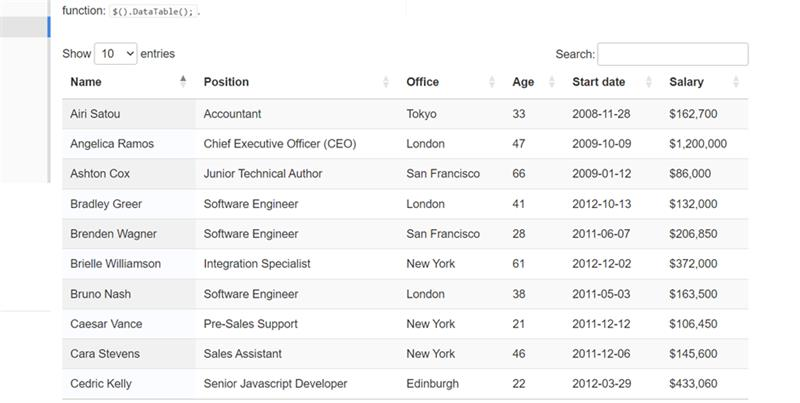 function: $().DataTable();.
Show 10 entries Search:
Name Position Office Age Start date Salary
Airi Satou Accountant Tokyo 33 2008-11-28 $162,700
Angelica Ramos Chief Executive Officer (CEO) London 47 2009-10-09 $1,200,000
Ashton Cox Junior Technical Author San Francisco 66 2009-01-12 $86,000
Bradley Greer Software Engineer London 41 2012-10-13 $132,000
Brenden Wagner Software Engineer San Francisco 28 2011-06-07 $206,850
Brielle Williamson Integration Specialist New York 61 2012-12-02 $372,000
Bruno Nash Software Engineer London 38 2011-05-03 $163,500
Caesar Vance Pre-Sales Support New York 21 2011-12-12 $106,450
Cara Stevens Sales Assistant New York 46 2011-12-06 $145,600
Cedric Kelly Senior Javascript Developer Edinburgh 22 2012-03-29 $433,060